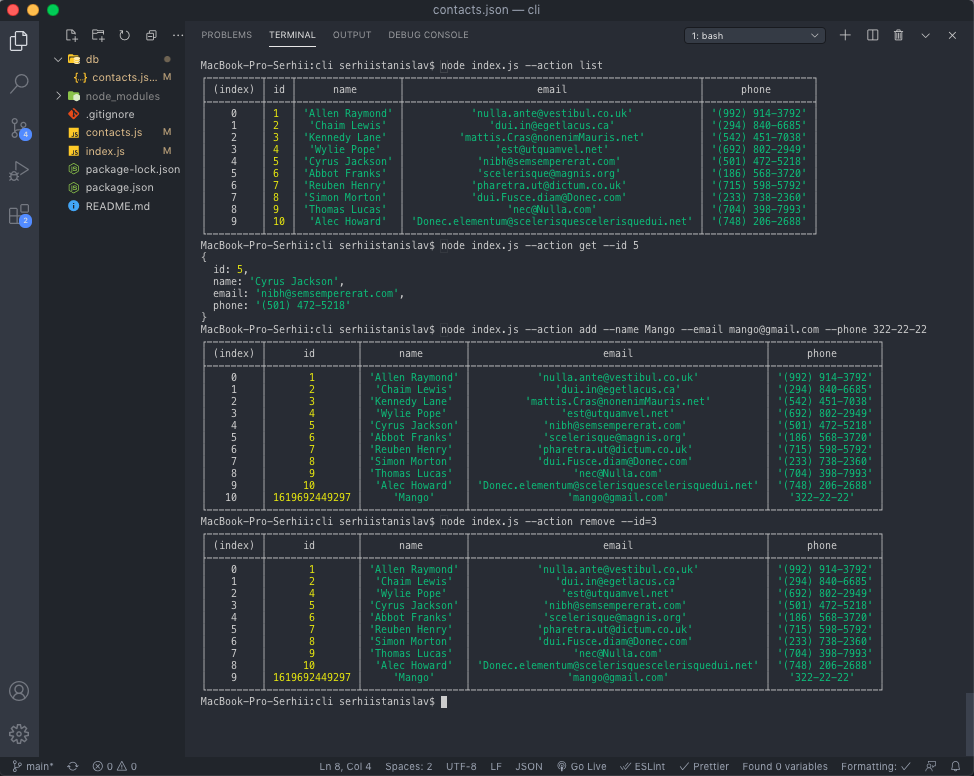 contacts.json — cli
PROBLEMS TERMINAL OUTPUT DEBUG CONSOLE 1: bash
db
{..} contacts.js... M
node_modules
.gitignore
JS contacts.js M
JS index.js M
package-lock.json
package.json
README.md
4
2
MacBook-Pro-Serhii:cli serhiistanislav$ node index.js --action list
(index) id name email phone
0 1 'Allen Raymond' 'nulla.ante@vestibul.co.uk' '(992) 914-3792'
1 2 'Chaim Lewis' 'dui.in@egetlacus.ca' '(294) 840-6685'
2 3 'Kennedy Lane' 'mattis.Cras@nonenimMauris.net' '(542) 451-7038'
3 4 'Wylie Pope' 'est@utquamvel.net' '(692) 802-2949'
4 5 'Cyrus Jackson' 'nibh@semsempererat.com' '(501) 472-5218'
5 6 'Abbot Franks' 'scelerisque@magnis.org' '(186) 568-3720'
6 7 'Reuben Henry' 'pharetra.ut@dictum.co.uk' '(715) 598-5792'
7 8 'Simon Morton' 'dui.Fusce.diam@Donec.com' '(233) 738-2360'
8 9 'Thomas Lucas' 'nec@Nulla.com' '(704) 398-7993'
9 10 'Alec Howard' 'Donec.elementum@scelerisquescelerisquedui.net' '(748) 206-2688'
MacBook-Pro-Serhii:cli serhiistanislav$ node index.js --action get --id 5
{
id: 5,
name: 'Cyrus Jackson',
email: 'nibh@semsempererat.com',
phone: '(501) 472-5218'
}
MacBook-Pro-Serhii:cli serhiistanislav$ node index.js --action add --name Mango --email mango@gmail.com --phone 322-22-22
(index) id name email phone
0 1 'Allen Raymond' 'nulla.ante@vestibul.co.uk' '(992) 914-3792'
1 2 'Chaim Lewis' 'dui.in@egetlacus.ca' '(294) 840-6685'
2 3 'Kennedy Lane' 'mattis.Cras@nonenimMauris.net' '(542) 451-7038'
3 4 'Wylie Pope' 'est@utquamvel.net' '(692) 802-2949'
4 5 'Cyrus Jackson' 'nibh@semsempererat.com' '(501) 472-5218'
5 6 'Abbot Franks' 'scelerisque@magnis.org' '(186) 568-3720'
6 7 'Reuben Henry' 'pharetra.ut@dictum.co.uk' '(715) 598-5792'
7 8 'Simon Morton' 'dui.Fusce.diam@Donec.com' '(233) 738-2360'
8 9 'Thomas Lucas' 'nec@Nulla.com' '(704) 398-7993'
9 10 'Alec Howard' 'Donec.elementum@scelerisquescelerisquedui.net' '(748) 206-2688'
10 1619692449297 'Mango' 'mango@gmail.com' '322-22-22'
MacBook-Pro-Serhii:cli serhiistanislav$ node index.js --action remove --id=3
(index) id name email phone
0 1 'Allen Raymond' 'nulla.ante@vestibul.co.uk' '(992) 914-3792'
1 2 'Chaim Lewis' 'dui.in@egetlacus.ca' '(294) 840-6685'
2 4 'Wylie Pope' 'est@utquamvel.net' '(692) 802-2949'
3 5 'Cyrus Jackson' 'nibh@semsempererat.com' '(501) 472-5218'
4 6 'Abbot Franks' 'scelerisque@magnis.org' '(186) 568-3720'
5 7 'Reuben Henry' 'pharetra.ut@dictum.co.uk' '(715) 598-5792'
6 8 'Simon Morton' 'dui.Fusce.diam@Donec.com' '(233) 738-2360'
7 9 'Thomas Lucas' 'nec@Nulla.com' '(704) 398-7993'
8 10 'Alec Howard' 'Donec.elementum@scelerisquescelerisquedui.net' '(748) 206-2688'
9 1619692449297 'Mango' 'mango@gmail.com' '322-22-22'
MacBook-Pro-Serhii:cli serhiistanislav$
main* 0 0 Ln 8, Col 4 Spaces: 2 UTF-8 LF JSON Go Live ESLint Prettier Found 0 variables Formatting: